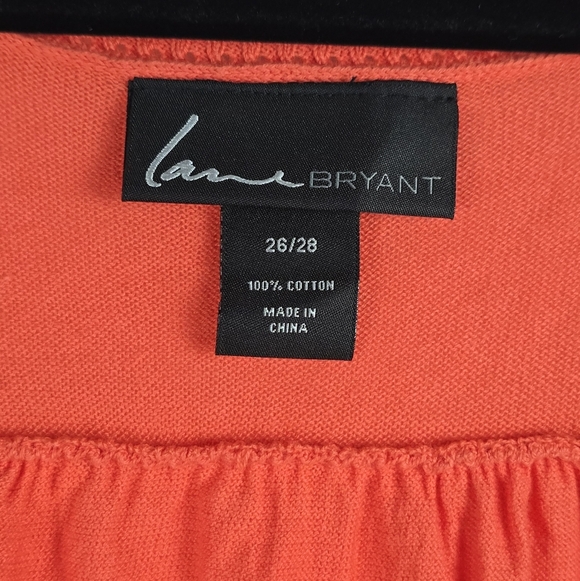 Lane BRYANT
26/28
100% COTTON
MADE IN
CHINA